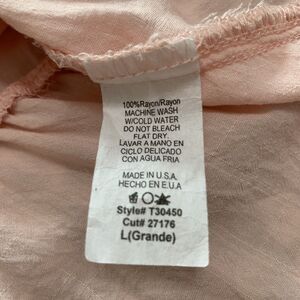 100%Rayon/Rayon
MACHINE WASH
W/COLD WATER
DO NOT BLEACH
FLAT DRY.
LAVAR A MANO EN
CICLO DELICADO
CON AGUA FRIA
MADE IN U.S.A.
HECHO EN E.U.A
Style# T30450
Cut# 27176
L(Grande)